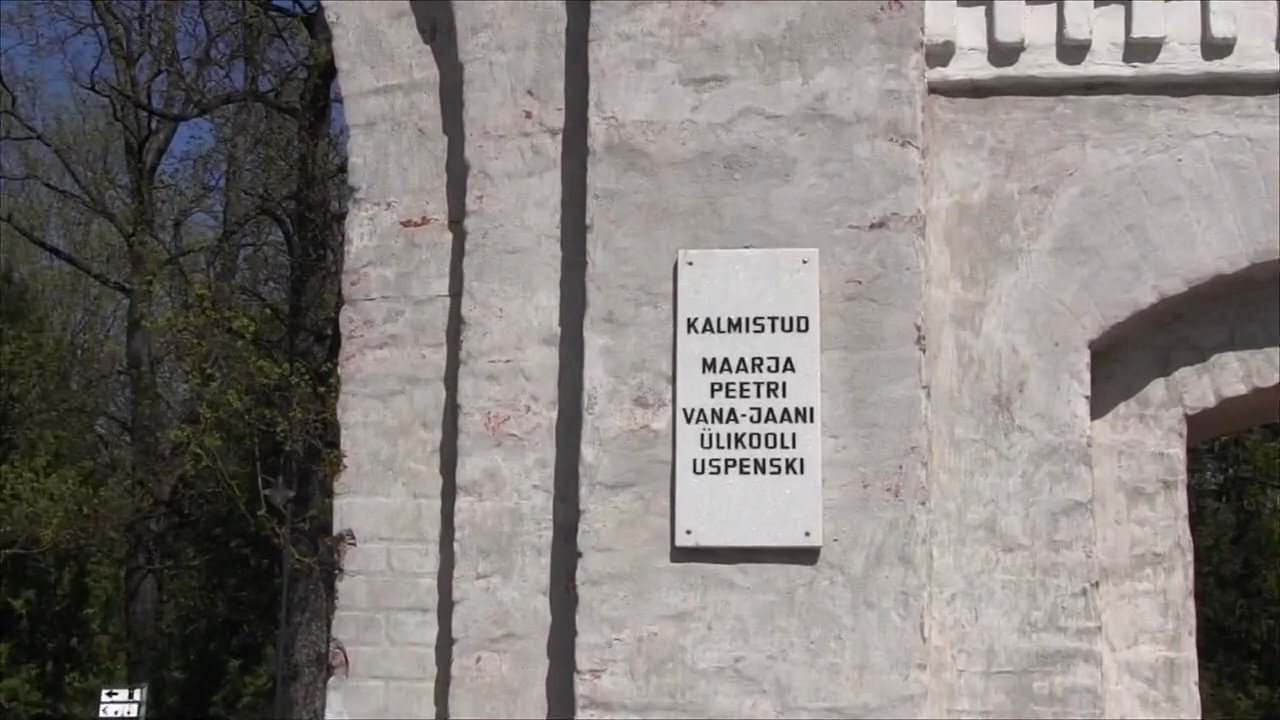 KALMISTUD
MAARJA
PEETRI
VANA-JAANI
ÜLIKOOLI
USPENSKI